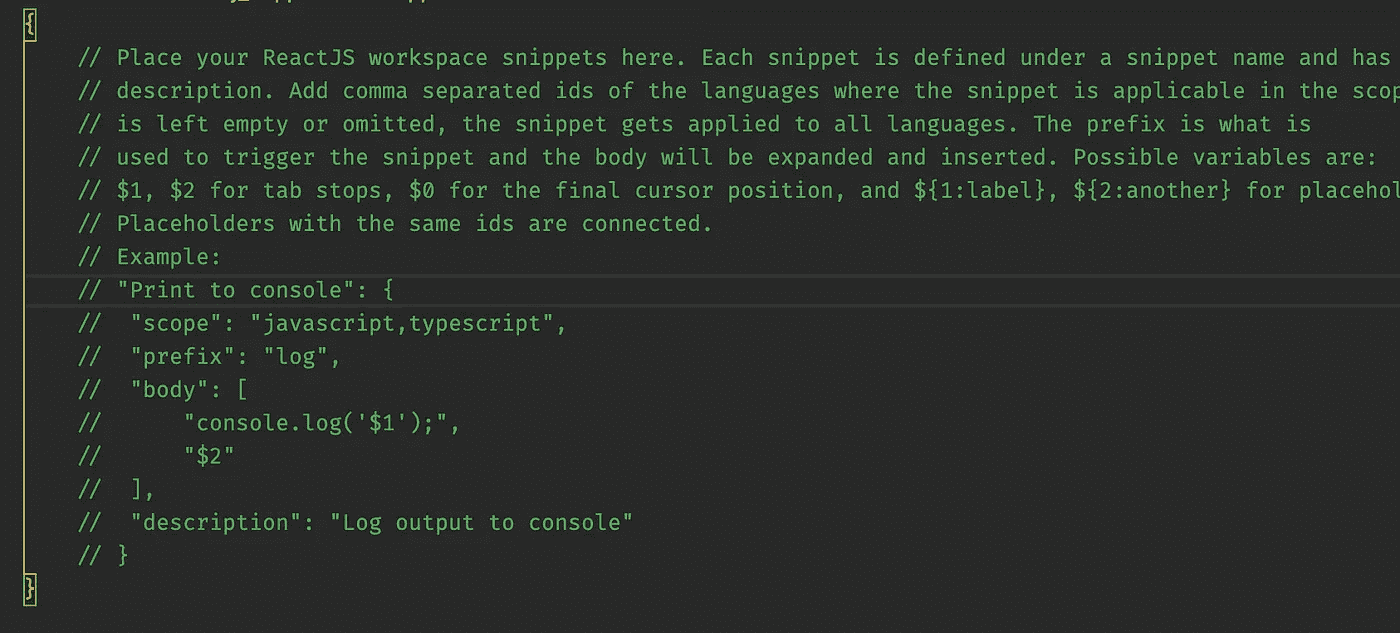 {
// Place your ReactJS workspace snippets here. Each snippet is defined under a snippet name and has
// description. Add comma separated ids of the languages where the snippet is applicable in the
// is left empty or omitted, the snippet gets applied to all languages. The prefix is what is
// used to trigger the snippet and the body will be expanded and inserted. Possible variables are:
// $1, $2 for tab stops, $0 for the final cursor position, and ${1:label}, ${2:another} for
// Placeholders with the same ids are connected.
// Example:
// "Print to console": {
//  "scope": "javascript,typescript",
//  "prefix": "log",
//  "body": [
//      "console.log('$1');",
//      "$2"
//  ],
//  "description": "Log output to console"
// }
}